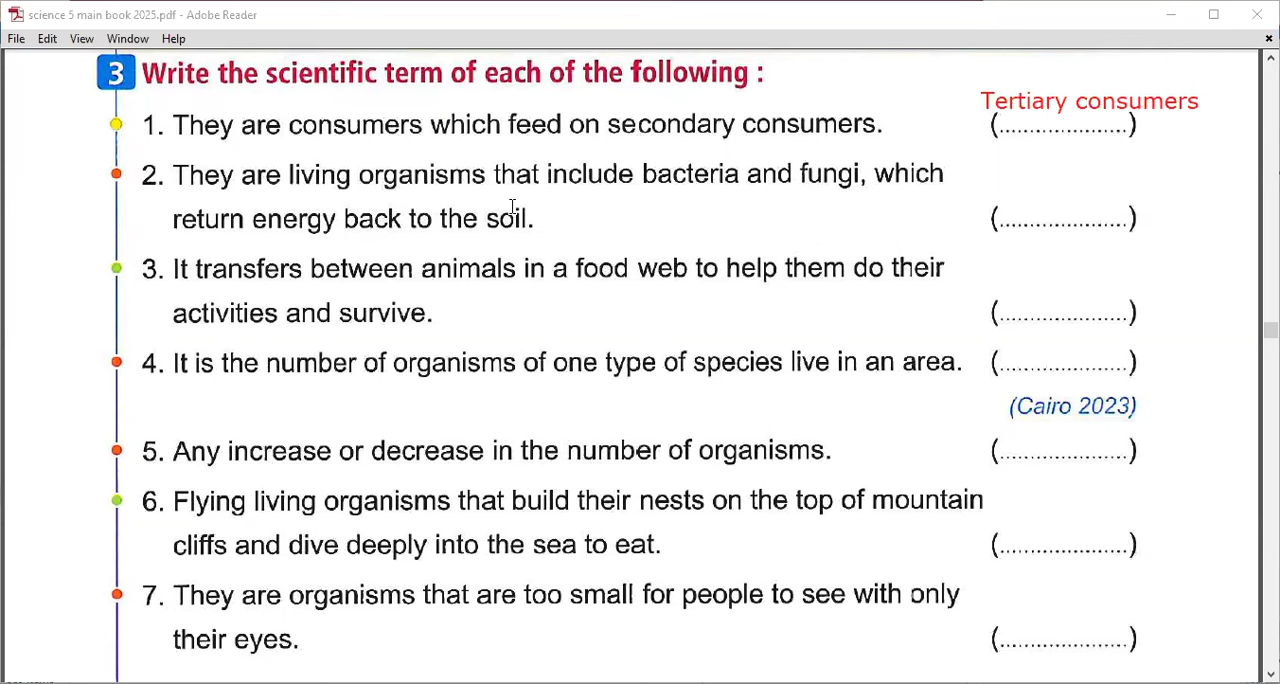 science 5 main book 2025.pdf - Adobe Reader
File Edit View Window Help
3 Write the scientific term of each of the following :
Tertiary consumers
1. They are consumers which feed on secondary consumers. (.....................)
2. They are living organisms that include bacteria and fungi, which
return energy back to the soil. (.....................)
3. It transfers between animals in a food web to help them do their
activities and survive. (.....................)
4. It is the number of organisms of one type of species live in an area. (.....................)
(Cairo 2023)
5. Any increase or decrease in the number of organisms. (.....................)
6. Flying living organisms that build their nests on the top of mountain
cliffs and dive deeply into the sea to eat. (.....................)
7. They are organisms that are too small for people to see with only
their eyes. (.....................)